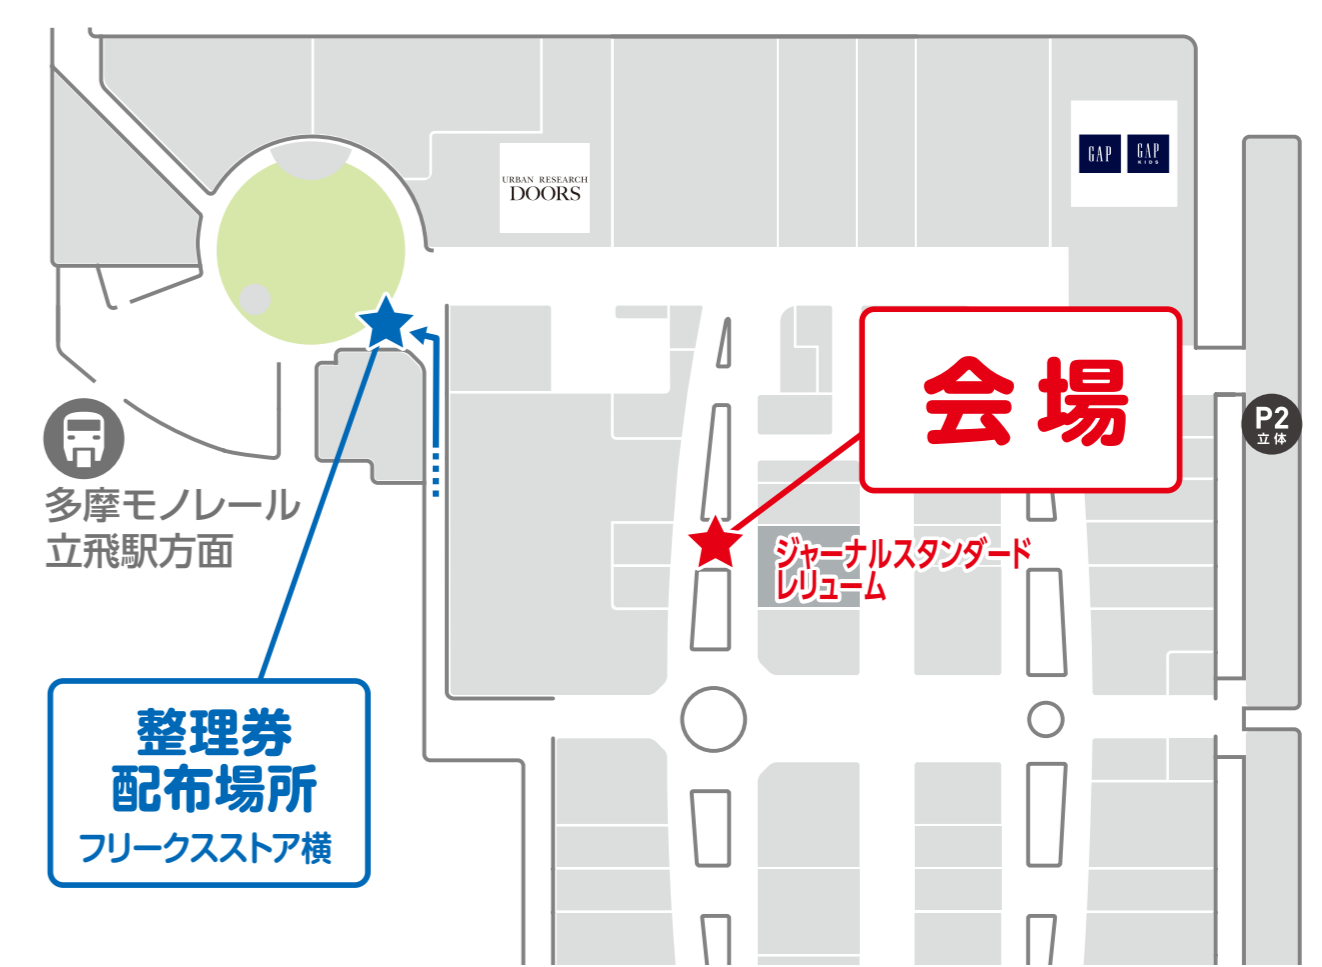 URBAN RESEARCH
DOORS
GAP
GAP
KIDS
会場
P2
立体
多摩モノレール
立飛駅方面
ジャーナルスタンダード
レリューム
整理券
配布場所
フリークスストア横